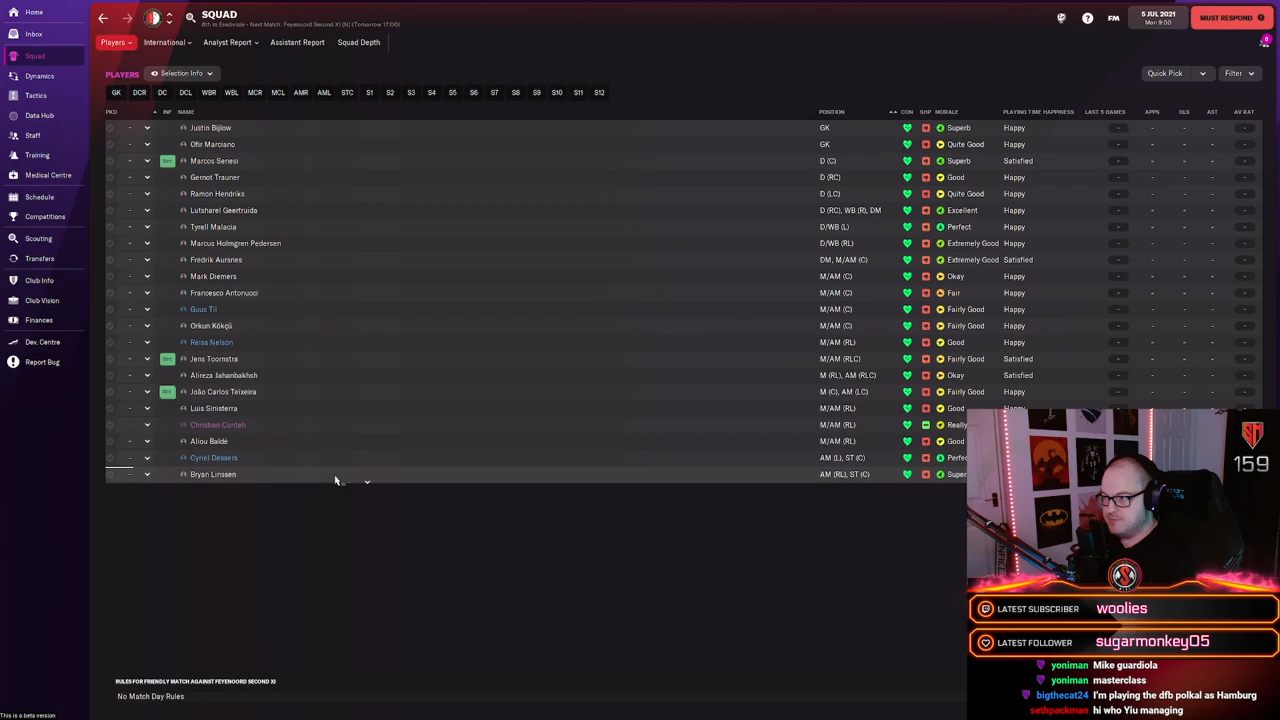 Home
SQUAD
6th in Eredivisie - Next Match: Feyenoord Second XI (N) (Tomorrow 17:00)
FM
5 JUL 2021
Mon 9:00
MUST RESPOND
Inbox
Squad
Dynamics
Tactics
Data Hub
Staff
Training
Medical Centre
Schedule
Competitions
Scouting
Transfers
Club Info
Club Vision
Finances
Dev. Centre
Report Bug
Players
International
Analyst Report
Assistant Report
Squad Depth
6
PLAYERS
Selection Info
Quick Pick
Filter
GK DCR DC DCL WBR WBL MCR MCL AMR AML STC S1 S2 S3 S4 S5 S6 S7 S8 S9 S10 S11 S12
PKD INF NAME POSITION CON SHP MORALE PLAYING TIME HAPPINESS LAST 5 GAMES APPS GLS AST AV RAT
- Justin Bijlow GK Superb Happy - - - - -
- Ofir Marciano GK Quite Good Happy - - - - -
- Wnt Marcos Senesi D (C) Superb Satisfied - - - - -
- Gernot Trauner D (RC) Good Happy - - - - -
- Ramon Hendriks D (LC) Quite Good Happy - - - - -
- Lutsharel Geertruida D (RC), WB (R), DM Excellent Happy - - - - -
- Tyrell Malacia D/WB (L) Perfect Happy - - - - -
- Marcus Holmgren Pedersen D/WB (RL) Extremely Good Happy - - - - -
- Fredrik Aursnes DM, M/AM (C) Extremely Good Satisfied - - - - -
- Mark Diemers M/AM (C) Okay Happy - - - - -
- Francesco Antonucci M/AM (C) Fair Happy - - - - -
- Guus Til M/AM (C) Fairly Good Happy - - - - -
- Orkun Kökçü M/AM (C) Fairly Good Happy - - - - -
- Reiss Nelson M/AM (RL) Good Happy - - - - -
- Wnt Jens Toornstra M/AM (RLC) Fairly Good Satisfied - - - - -
- Alireza Jahanbakhsh M (RL), AM (RLC) Okay Satisfied - - - - -
- Wnt João Carlos Teixeira M (C), AM (LC) Fairly Good Happy - - - - -
- Luis Sinisterra M/AM (RL) Good
- Christian Conteh M/AM (RL) Really
- Aliou Baldé M/AM (RL) Good
- Cyriel Dessers AM (L), ST (C) Perfe
- Bryan Linssen AM (RL), ST (C) Super
SM
159
LATEST SUBSCRIBER woolies
LATEST FOLLOWER sugarmonkey05
yoniman Mike guardiola
yoniman masterclass
bigthecat24 I'm playing the dfb polkal as Hamburg
sethpackman hi who Yiu managing
RULES FOR FRIENDLY MATCH AGAINST FEYENOORD SECOND XI
No Match Day Rules
This is a beta version